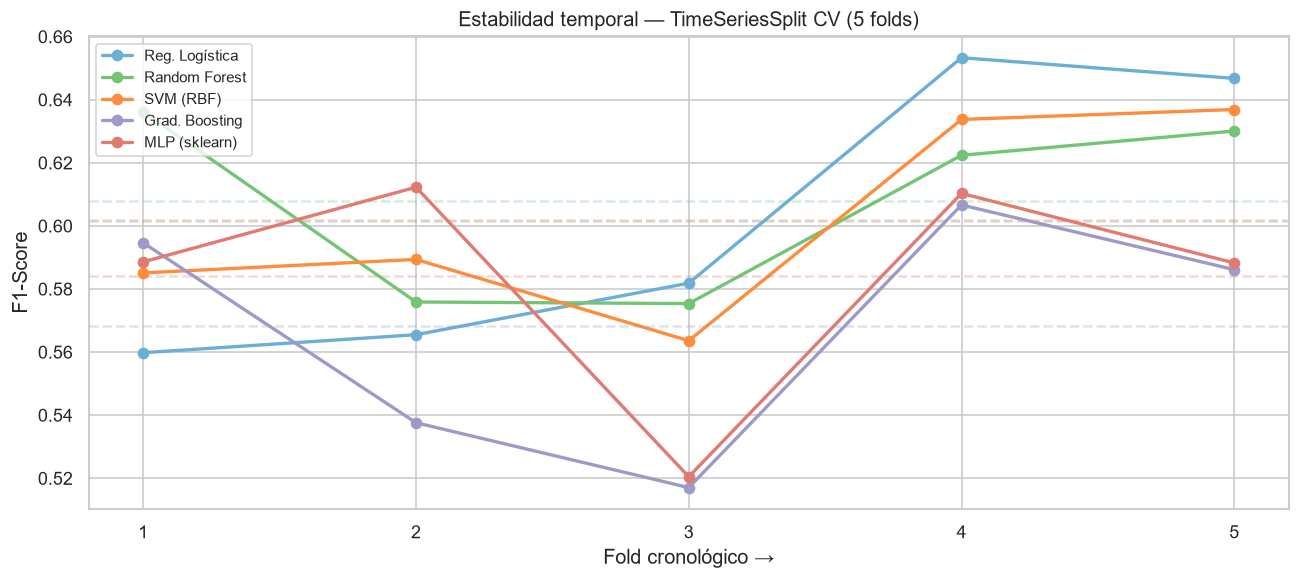 Estabilidad temporal — TimeSeriesSplit CV (5 folds)
Reg. Logística
Random Forest
SVM (RBF)
Grad. Boosting
MLP (sklearn)
F1-Score
0.66
0.64
0.62
0.60
0.58
0.56
0.54
0.52
1 2 3 4 5
Fold cronológico →